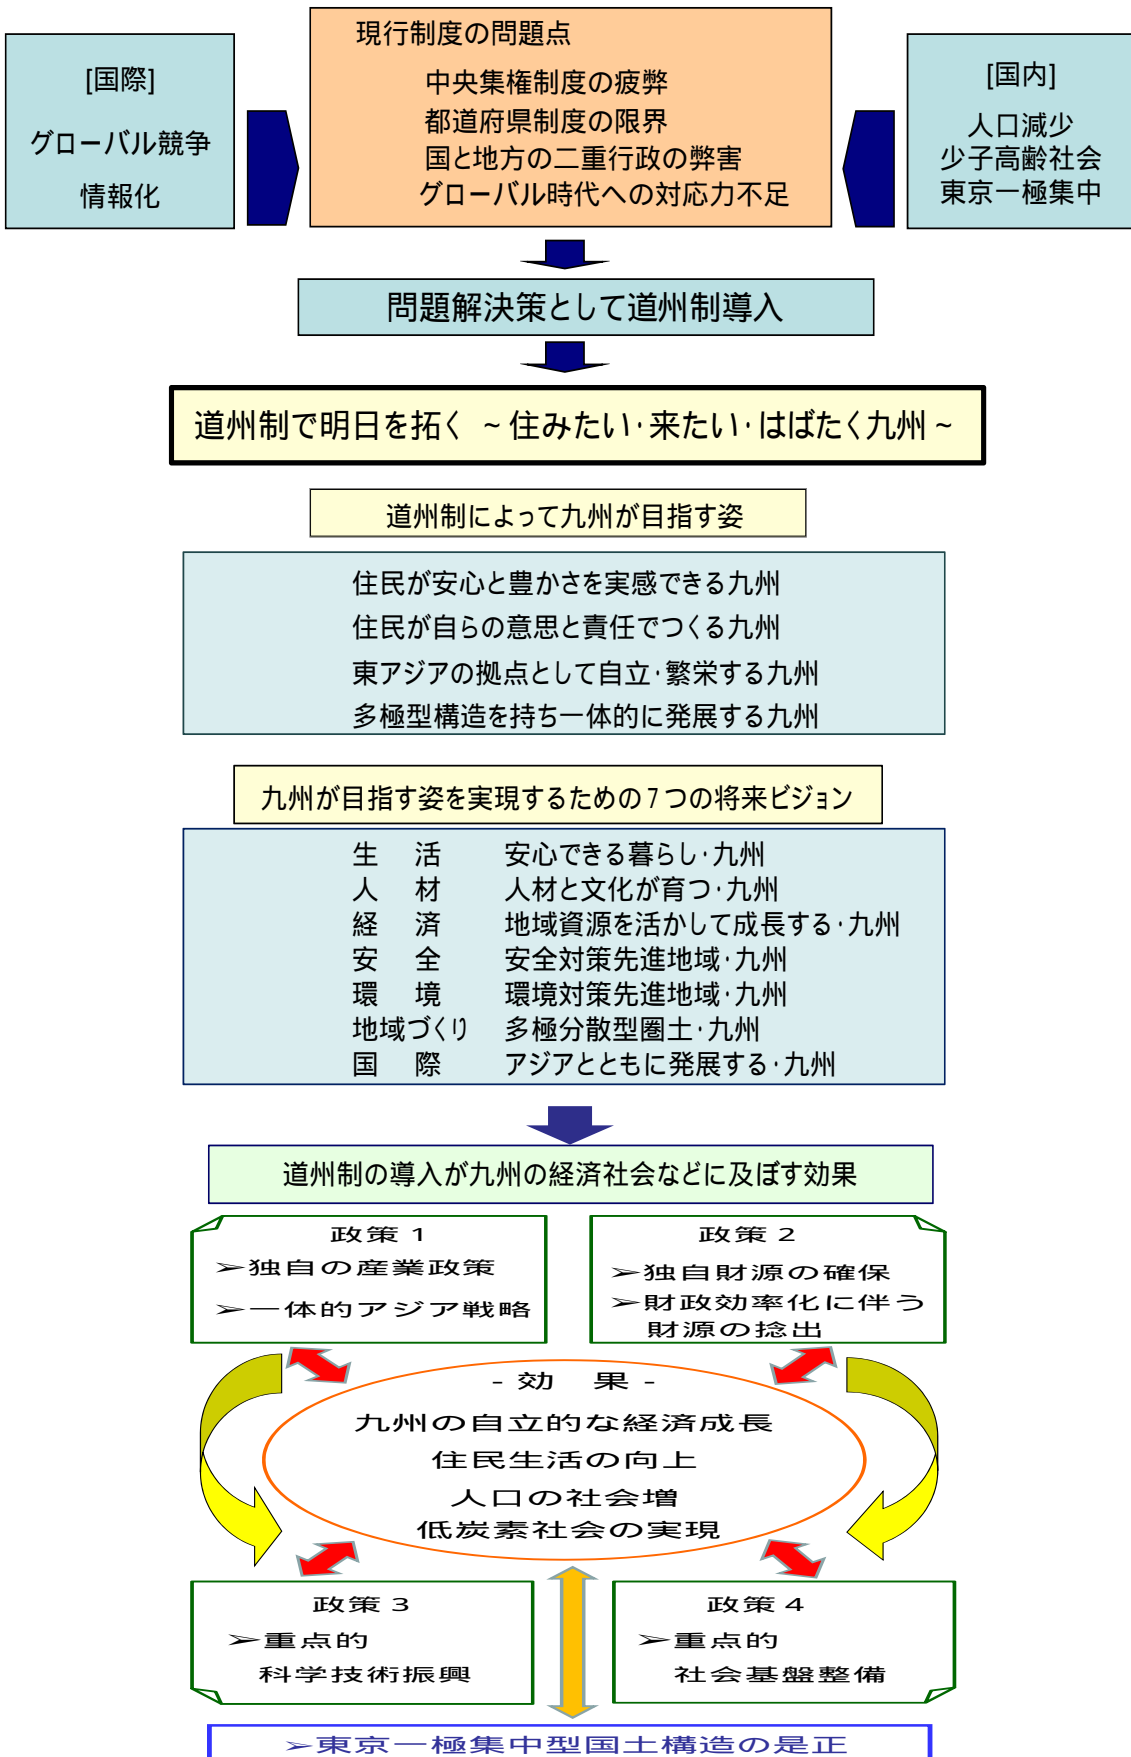 [国際]
グローバル競争
情報化
現行制度の問題点
中央集権制度の疲弊
都道府県制度の限界
国と地方の二重行政の弊害
グローバル時代への対応力不足
[国内]
人口減少
少子高齢社会
東京一極集中
問題解決策として道州制導入
道州制で明日を拓く ~住みたい・来たい・はばたく九州~
道州制によって九州が目指す姿
住民が安心と豊かさを実感できる九州
住民が自らの意思と責任でつくる九州
東アジアの拠点として自立・繁栄する九州
多極型構造を持ち一体的に発展する九州
九州が目指す姿を実現するための7つの将来ビジョン
生 活 安心できる暮らし・九州
人 材 人材と文化が育つ・九州
経 済 地域資源を活かして成長する・九州
安 全 安全対策先進地域・九州
環 境 環境対策先進地域・九州
地域づくり 多極分散型圏土・九州
国 際 アジアとともに発展する・九州
道州制の導入が九州の経済社会などに及ぼす効果
政策1
➢独自の産業政策
➢一体的アジア戦略
政策2
➢独自財源の確保
➢財政効率化に伴う
財源の捻出
-効 果-
九州の自立的な経済成長
住民生活の向上
人口の社会増
低炭素社会の実現
政策3
➢重点的
科学技術振興
政策4
➢重点的
社会基盤整備
➢東京一極集中型国土構造の是正